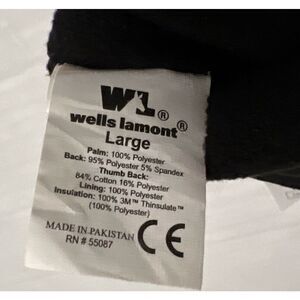 WL®
wells lamont®
Large
Palm: 100% Polyester
Back: 95% Polyester 5% Spandex
Thumb Back:
84% Cotton 16% Polyester
Lining: 100% Polyester
Insulation: 100% 3M™ Thinsulate™
(100% Polyester)
MADE IN PAKISTAN CE
RN # 55087